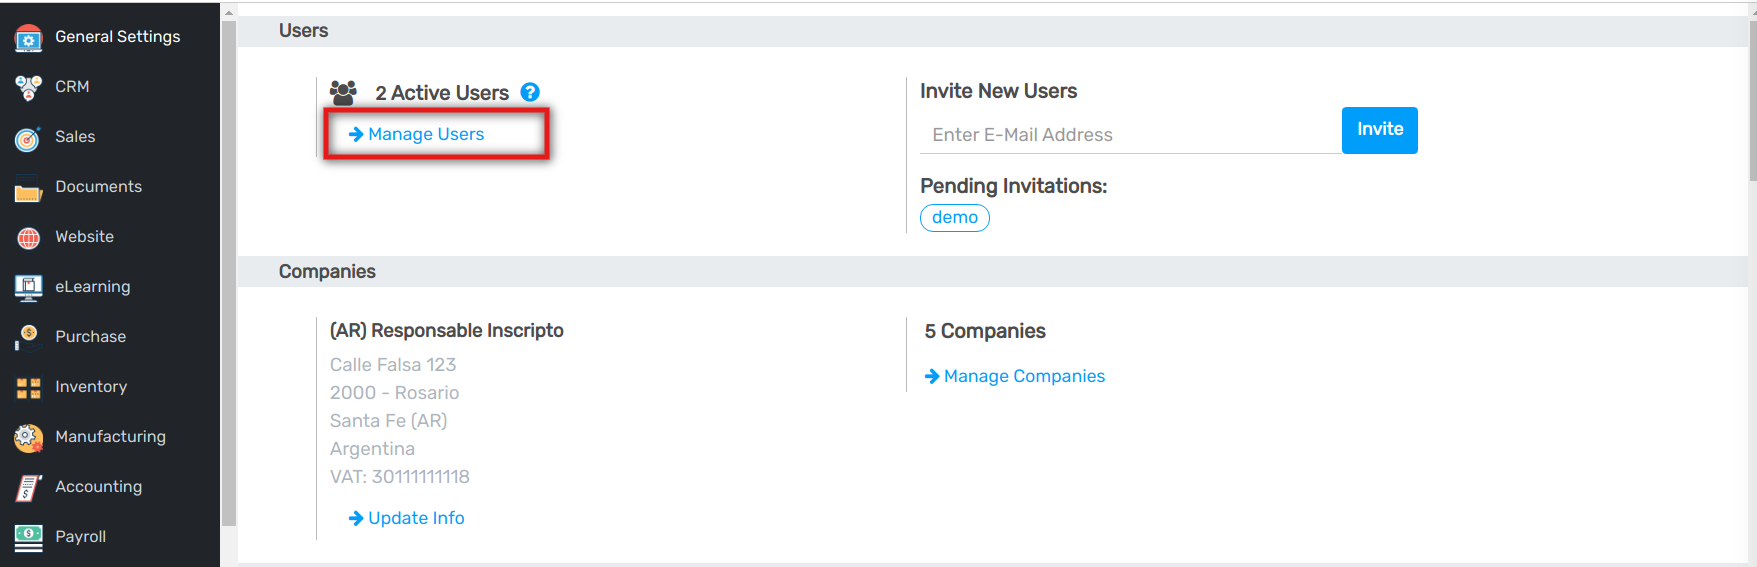 General Settings
CRM
Sales
Documents
Website
eLearning
Purchase
Inventory
Manufacturing
Accounting
Payroll
Users
2 Active Users
Manage Users
Invite New Users
Enter E-Mail Address
Invite
Pending Invitations:
demo
Companies
(AR) Responsable Inscripto
Calle Falsa 123
2000 - Rosario
Santa Fe (AR)
Argentina
VAT: 30111111118
Update Info
5 Companies
Manage Companies